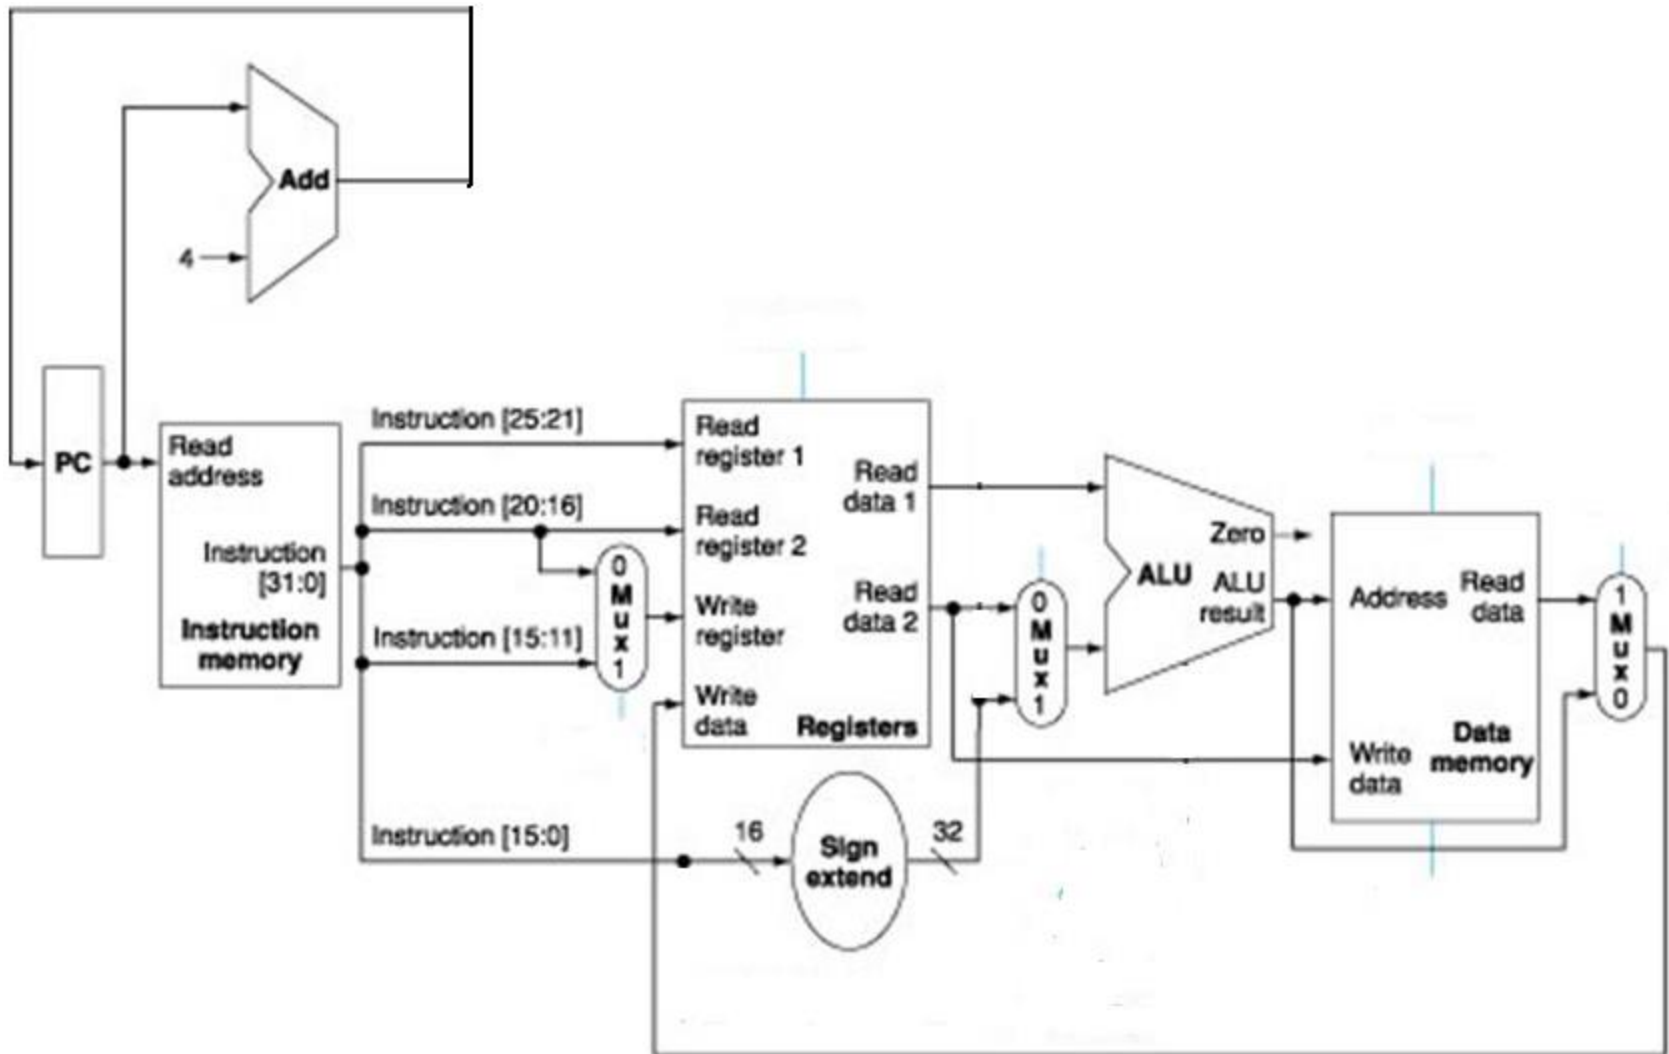 Add
4
PC
Read
address
Instruction
[31:0]
Instruction
memory
Instruction [25:21]
Instruction [20:16]
Instruction [15:11]
Instruction [15:0]
0
M
u
x
1
Read
register 1
Read
register 2
Write
register
Write
data
Read
data 1
Read
data 2
Registers
16
Sign
extend
32
0
M
u
x
1
Zero
ALU
ALU
result
Address
Read
data
Write
data
Data
memory
1
M
u
x
0